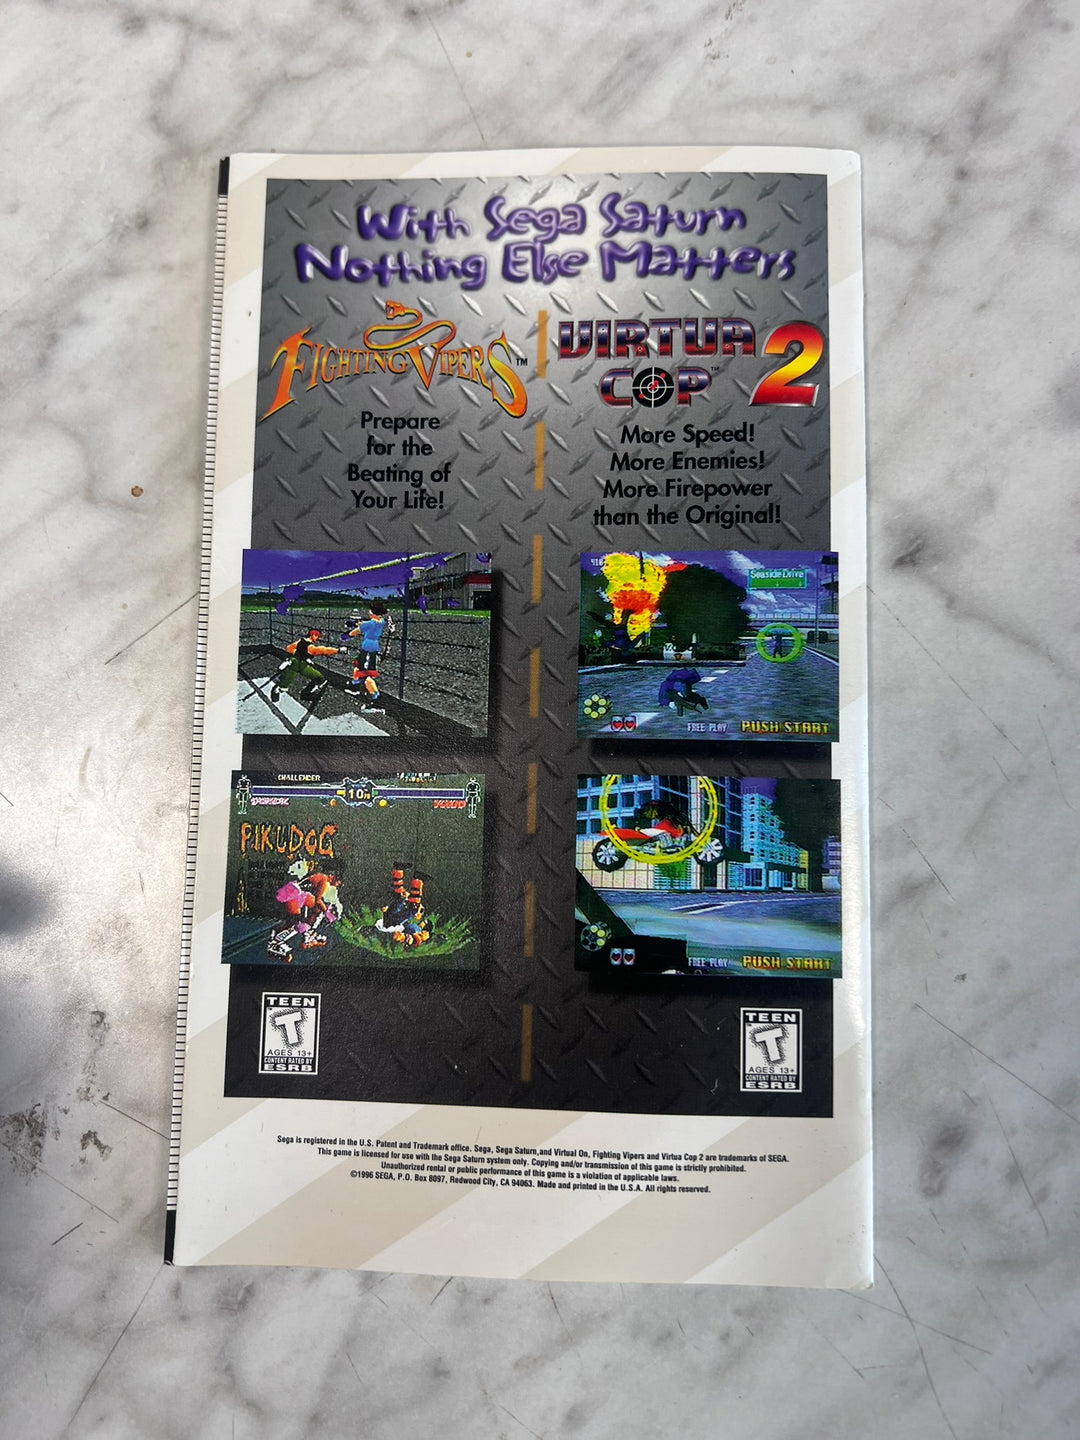 With Sega Saturn
Nothing Else Matters
FIGHTING VIPERS™
Prepare
for the
Beating of
Your Life!
VIRTUA
COP™ 2
More Speed!
More Enemies!
More Firepower
than the Original!
Seaside Drive
FREE PLAY PUSH START
CHALLENGER
10
PIKUDOG
FREE PLAY PUSH START
TEEN
T
AGES 13+
CONTENT RATED BY
ESRB
TEEN
T
AGES 13+
CONTENT RATED BY
ESRB
Sega is registered in the U.S. Patent and Trademark office. Sega, Sega Saturn,and Virtual On, Fighting Vipers and Virtua Cop 2 are trademarks of SEGA.
This game is licensed for use with the Sega Saturn system only. Copying and/or transmission of this game is strictly prohibited.
Unauthorized rental or public performance of this game is a violation of applicable laws.
©1996 SEGA, P.O. Box 8097, Redwood City, CA 94063. Made and printed in the U.S.A. All rights reserved.